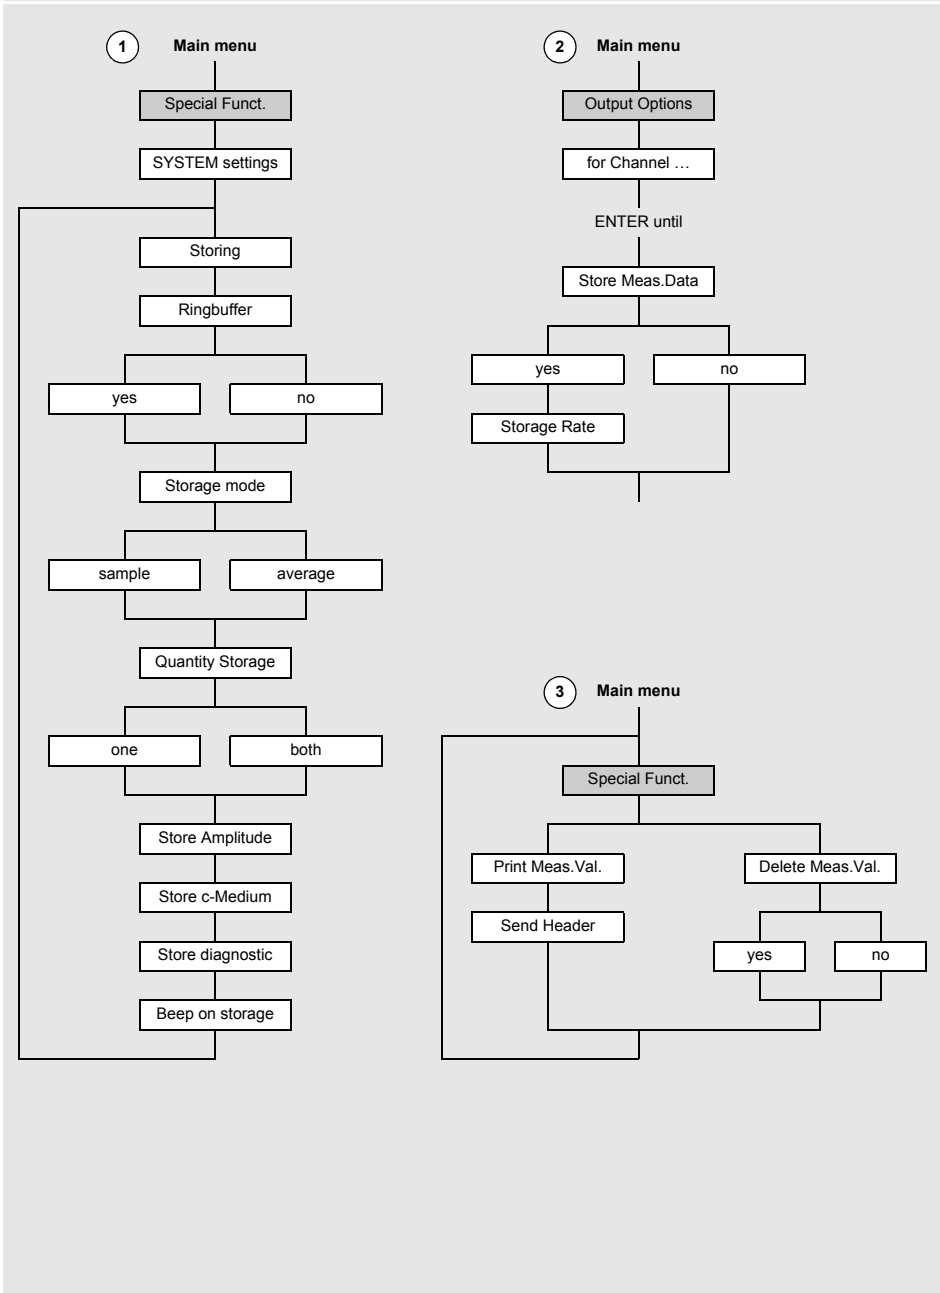 1 Main menu
Special Funct.
SYSTEM settings
Storing
Ringbuffer
yes no
Storage mode
sample average
Quantity Storage
one both
Store Amplitude
Store c-Medium
Store diagnostic
Beep on storage
2 Main menu
Output Options
for Channel …
ENTER until
Store Meas.Data
yes no
Storage Rate
3 Main menu
Special Funct.
Print Meas.Val. Delete Meas.Val.
Send Header
yes no